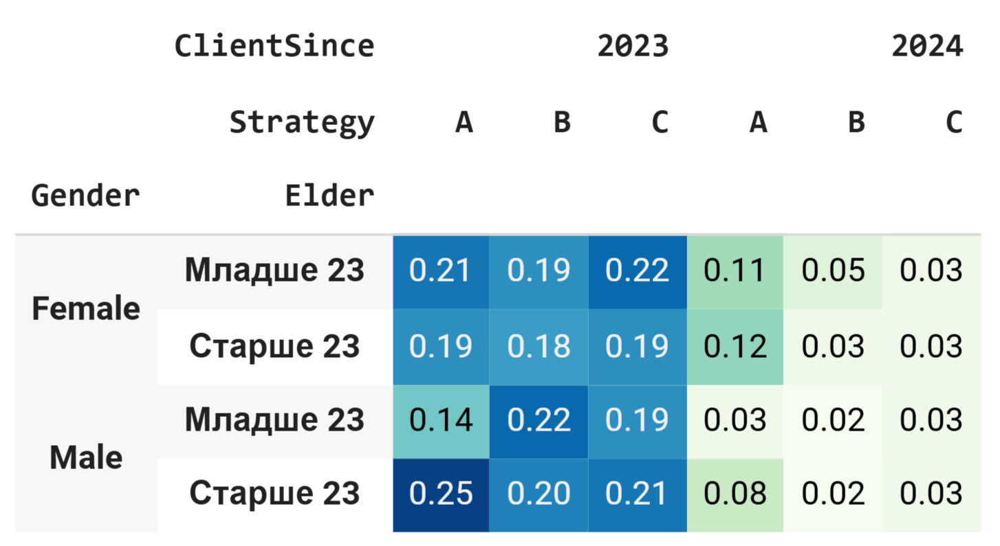 ClientSince 2023 2024
Strategy A B C A B C
Gender Elder
Female Младше 23 0.21 0.19 0.22 0.11 0.05 0.03
Старше 23 0.19 0.18 0.19 0.12 0.03 0.03
Male Младше 23 0.14 0.22 0.19 0.03 0.02 0.03
Старше 23 0.25 0.20 0.21 0.08 0.02 0.03